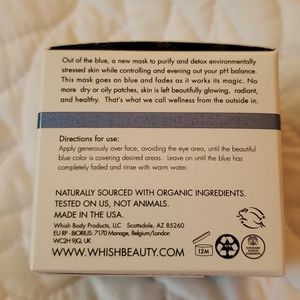 Out of the blue, a new mask to purify and detox environmentally
stressed skin while controlling and evening out your pH balance.
This mask goes on blue and fades as it works its magic. No
more dry or oily patches, skin is left beautifully glowing, radiant,
and healthy. That's what we call wellness from the outside in.
Directions for use:
Apply generously over face, avoiding the eye area, until the beautiful
blue color is covering desired areas. Leave on until the blue has
completely faded and rinse with warm water.
NATURALLY SOURCED WITH ORGANIC INGREDIENTS.
TESTED ON US, NOT ANIMALS.
MADE IN THE USA.
Whish Body Products, LLC Scottsdale, AZ 85260
EU RP - BIORIUS: 7170 Manage, Belgium/London
WC2H 9JQ, UK
WWW.WHISHBEAUTY.COM
12M